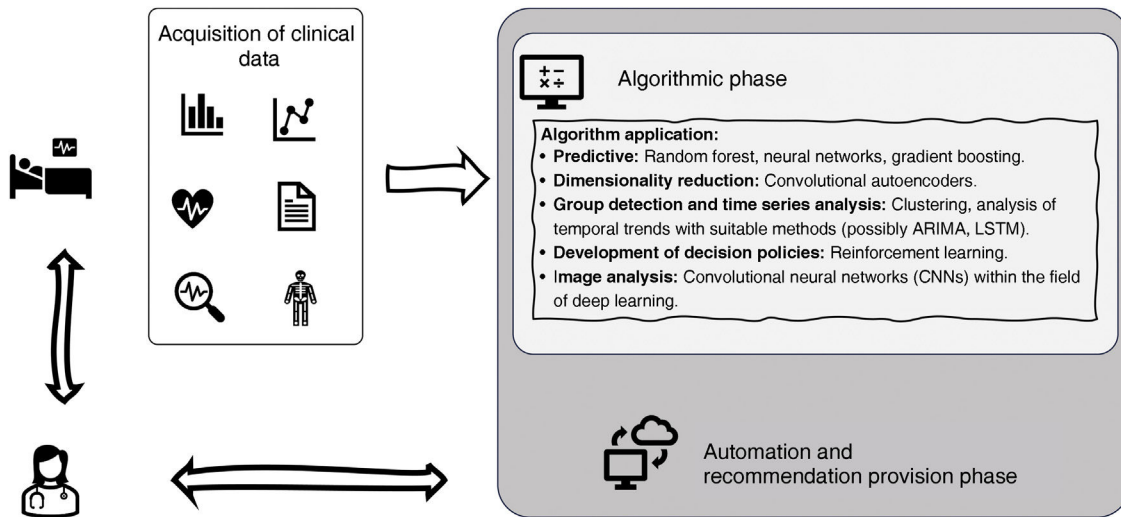 Acquisition of clinical
data
Algorithmic phase
Algorithm application:
• Predictive: Random forest, neural networks, gradient boosting.
• Dimensionality reduction: Convolutional autoencoders.
• Group detection and time series analysis: Clustering, analysis of
temporal trends with suitable methods (possibly ARIMA, LSTM).
• Development of decision policies: Reinforcement learning.
• Image analysis: Convolutional neural networks (CNNs) within the field
of deep learning.
Automation and
recommendation provision phase